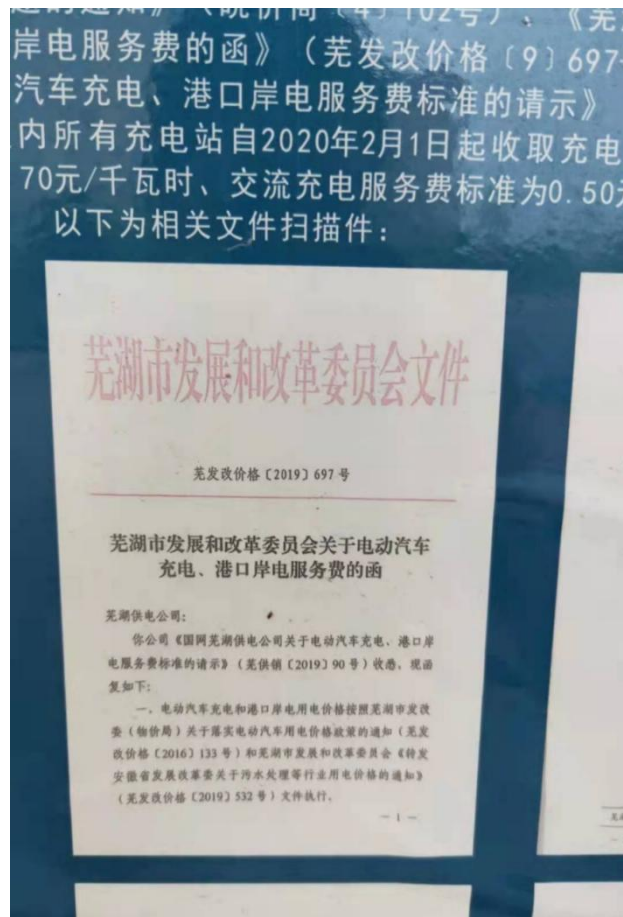 的通知》（皖价商〔4〕102号）、《芜
岸电服务费的函》（芜发改价格〔9〕697
汽车充电、港口岸电服务费标准的请示》
内所有充电站自2020年2月1日起收取充电
70元/千瓦时、交流充电服务费标准为0.50元
以下为相关文件扫描件：
芜湖市发展和改革委员会文件
芜发改价格〔2019〕697号
芜湖市发展和改革委员会关于电动汽车
充电、港口岸电服务费的函
芜湖供电公司：
你公司《国网芜湖供电公司关于电动汽车充电、港口岸
电服务费标准的请示》（芜供销〔2019〕90号）收悉，现函
复如下：
一、电动汽车充电和港口岸电用电价格按照芜湖市发改
委（物价局）关于落实电动汽车用电价格政策的通知（芜发
改价格〔2016〕133号）和芜湖市发展和改革委员会《转发
安徽省发展改革委关于污水处理等行业用电价格的通知》
（芜发改价格〔2019〕532号）文件执行。
— 1 —